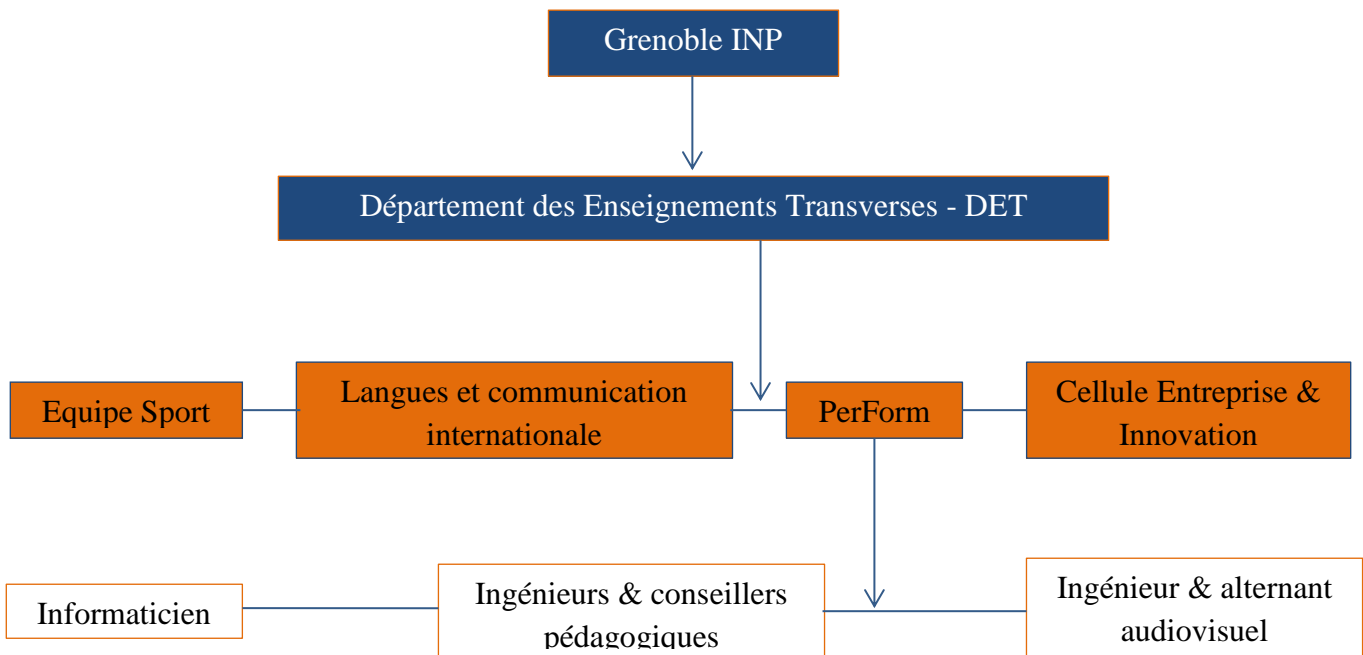 Grenoble INP
Département des Enseignements Transverses - DET
Equipe Sport
Langues et communication
internationale
PerForm
Cellule Entreprise &
Innovation
Informaticien
Ingénieurs & conseillers
pédagogiques
Ingénieur & alternant
audiovisuel